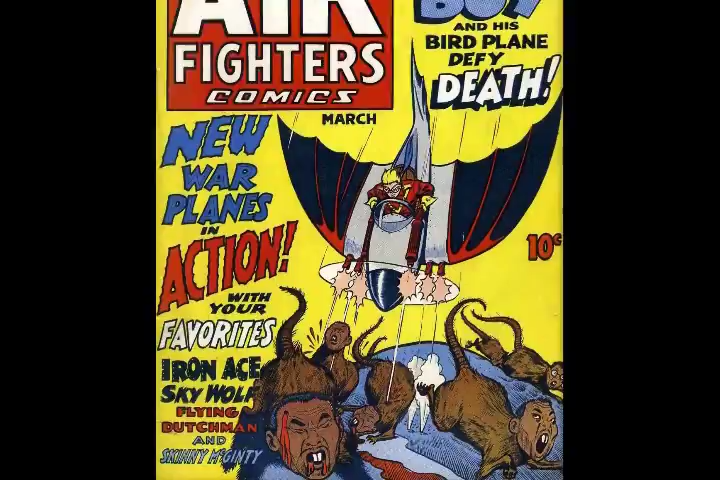 AIR
FIGHTERS
COMICS
MARCH
BOY
AND HIS
BIRD PLANE
DEFY
DEATH!
NEW
WAR
PLANES
IN
ACTION!
WITH
YOUR
FAVORITES
IRON ACE
SKY WOLF
FLYING
DUTCHMAN
AND
SKINNY McGINTY
10¢